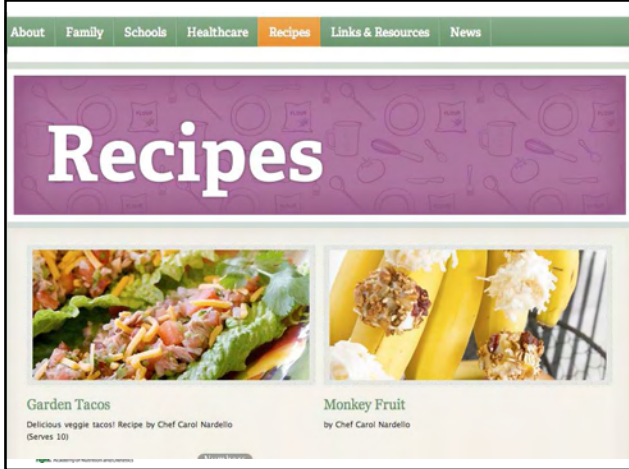 About Family Schools Healthcare Recipes Links & Resources News
Recipes
Garden Tacos
Delicious veggie tacos! Recipe by Chef Carol Nardello
(Serves 10)
Monkey Fruit
by Chef Carol Nardello